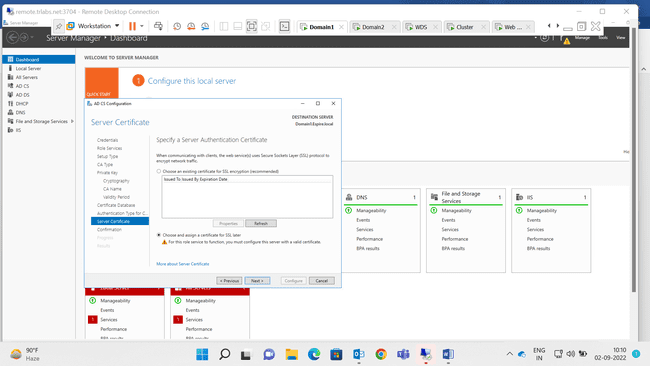 remote.trlabs.net:3704 - Remote Desktop Connection
Server Manager
Workstation
Domain1
Domain2
WDS
Cluster
Web ...
Server Manager • Dashboard
Manage
Tools
View
Dashboard
Local Server
All Servers
AD CS
AD DS
DHCP
DNS
File and Storage Services
IIS
WELCOME TO SERVER MANAGER
1
Configure this local server
QUICK START
AD CS Configuration
Server Certificate
DESTINATION SERVER
Credentials
Role Services
Setup Type
CA Type
Private Key
Cryptography
CA Name
Validity Period
Certificate Database
Authentication Type for C...
Server Certificate
Confirmation
Progress
Results
Specify a Server Authentication Certificate
When communicating with clients, the web service(s) uses Secure Sockets Layer (SSL) protocol to
encrypt network traffic.
Choose an existing certificate for SSL encryption (recommended)
Issued To Issued By Expiration Date
Properties
Refresh
Choose and assign a certificate for SSL later
For this role service to function, you must configure this server with a valid certificate.
More about Server Certificate
< Previous
Next >
Configure
Cancel
DNS
1
Manageability
Events
Services
Performance
BPA results
File and Storage
Services
1
Manageability
Events
Services
Performance
BPA results
IIS
1
Manageability
Events
Services
Performance
BPA results
Manageability
Events
1
Services
Performance
BPA results
Manageability
Events
1
Services
Performance
BPA results
90°F
Haze
ENG
IN
10:10
02-09-2022